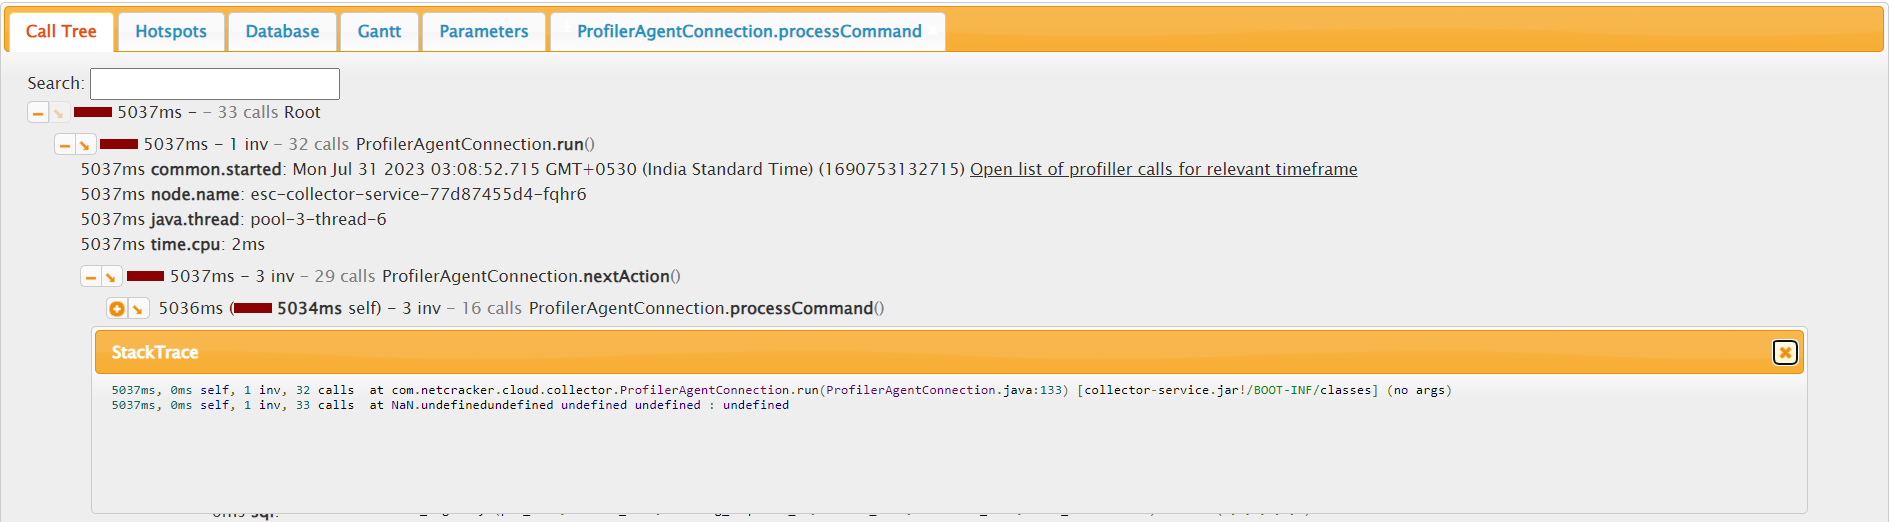 Call Tree Hotspots Database Gantt Parameters ProfilerAgentConnection.processCommand
Search:
5037ms - - 33 calls Root
5037ms - 1 inv - 32 calls ProfilerAgentConnection.run()
5037ms common.started: Mon Jul 31 2023 03:08:52.715 GMT+0530 (India Standard Time) (1690753132715) Open list of profiller calls for relevant timeframe
5037ms node.name: esc-collector-service-77d87455d4-fqhr6
5037ms java.thread: pool-3-thread-6
5037ms time.cpu: 2ms
5037ms - 3 inv - 29 calls ProfilerAgentConnection.nextAction()
5036ms (5034ms self) - 3 inv - 16 calls ProfilerAgentConnection.processCommand()
StackTrace
5037ms, 0ms self, 1 inv, 32 calls at com.netcracker.cloud.collector.ProfilerAgentConnection.run(ProfilerAgentConnection.java:133) [collector-service.jar!/BOOT-INF/classes] (no args)
5037ms, 0ms self, 1 inv, 33 calls at NaN.undefinedundefined undefined undefined : undefined